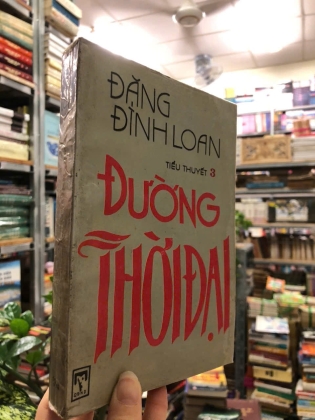 ĐẶNG
ĐÌNH LOAN
TIỂU THUYẾT 3
ĐƯỜNG
THỜI ĐẠI